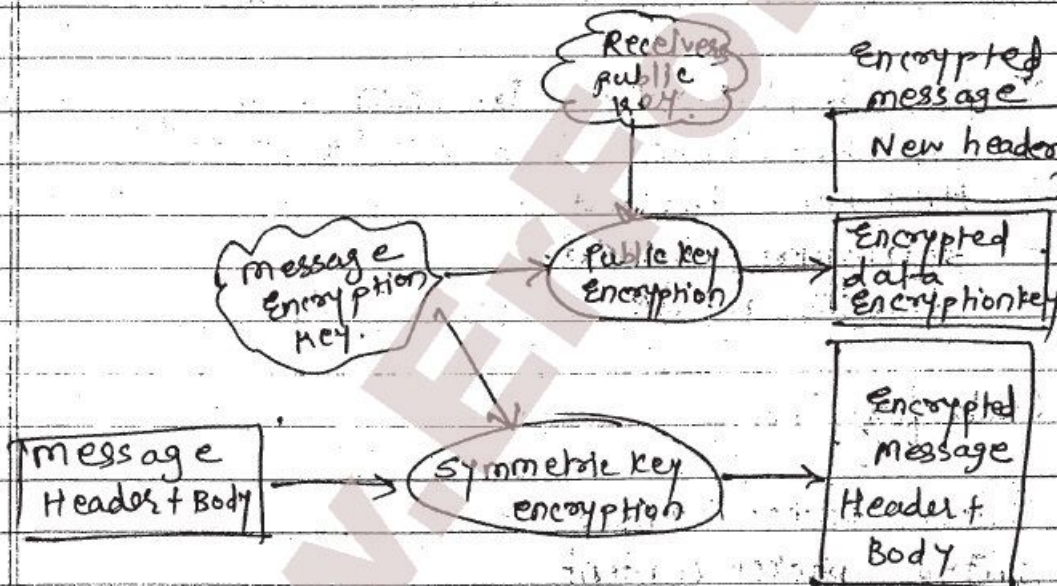 Receivers
public
key.
Encrypted
message
New header
Message
Encryption
key.
Public key
Encryption
Encrypted
data
Encryptionkey
Message
Header + Body
Symmetric key
encryption
Encrypted
Message
Header +
Body